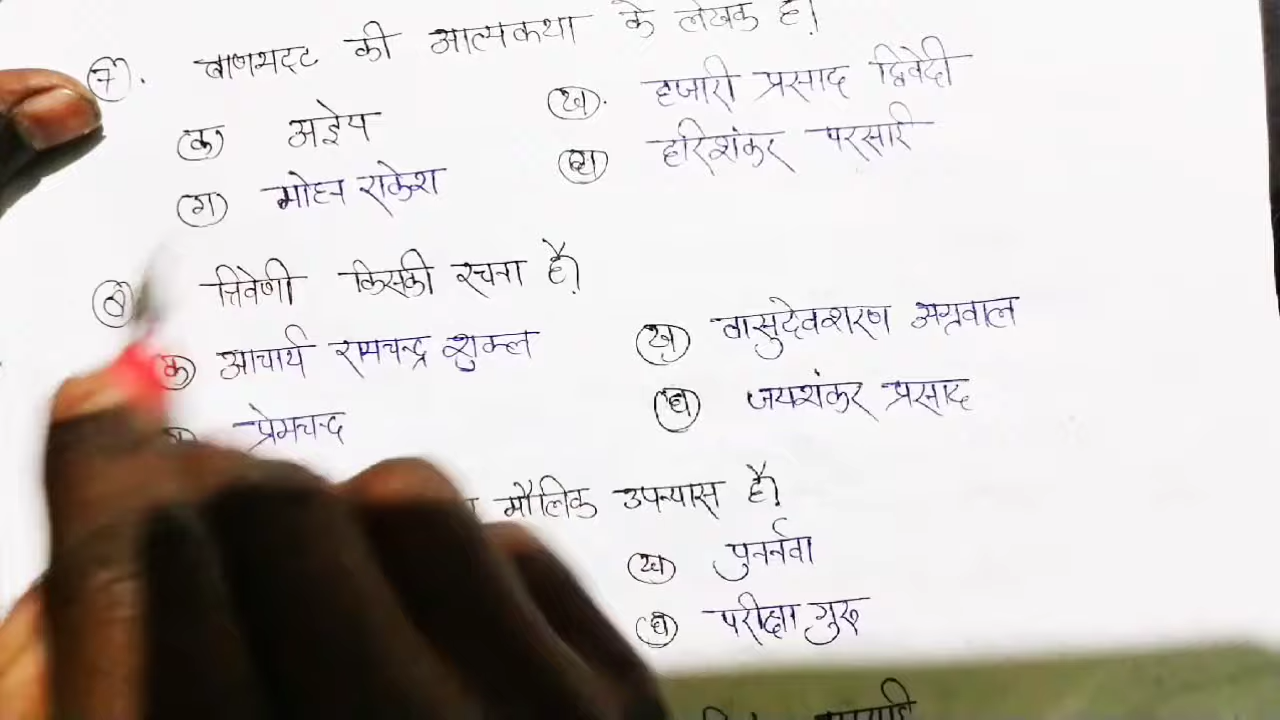 (7). बाणभट्ट की आत्मकथा के लेखक है?
(क) अज्ञेय (ख). हजारी प्रसाद द्विवेदी
(ग) मोहन राकेश (घ) हरिशंकर परसाई
(8) त्रिवेणी किसकी रचना है?
(क) आचार्य रामचन्द्र शुक्ल (ख) वासुदेवशरण अग्रवाल
प्रेमचन्द (घ) जयशंकर प्रसाद
मौलिक उपन्यास है?
(ख) पुनर्नवा
(घ) परीक्षा गुरू